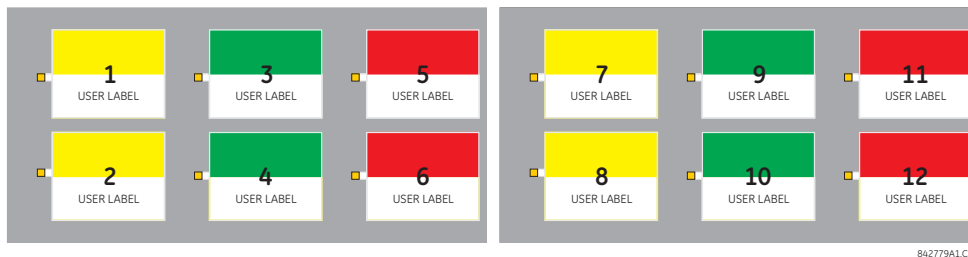 1 3 5 7 9 11
USER LABEL USER LABEL USER LABEL USER LABEL USER LABEL USER LABEL
2 4 6 8 10 12
USER LABEL USER LABEL USER LABEL USER LABEL USER LABEL USER LABEL
842779A1.C